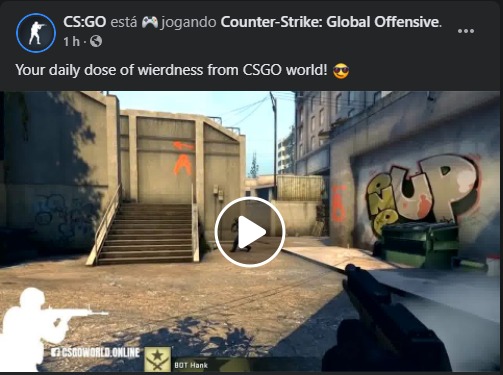 CS:GO está 🎮 jogando Counter-Strike: Global Offensive.
1 h ·
Your daily dose of wierdness from CSGO world! 😎
UP
CSGOWORLD.ONLINE
BOT Hank